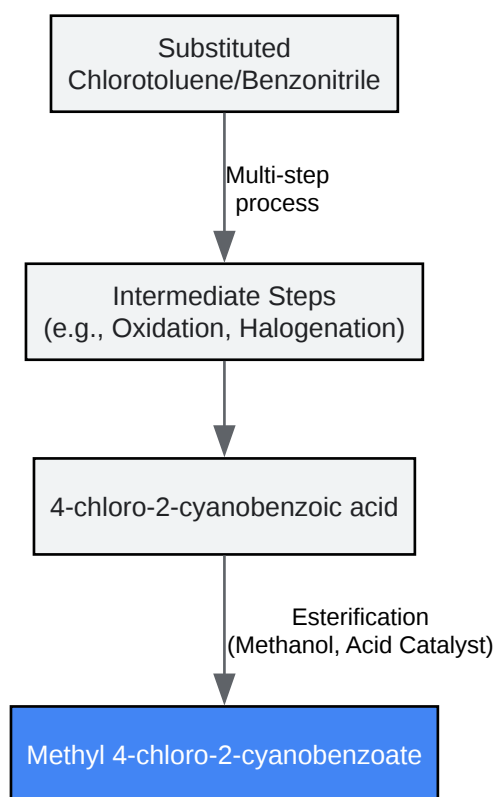 Substituted
Chlorotoluene/Benzonitrile
Multi-step
process
Intermediate Steps
(e.g., Oxidation, Halogenation)
4-chloro-2-cyanobenzoic acid
Esterification
(Methanol, Acid Catalyst)
Methyl 4-chloro-2-cyanobenzoate